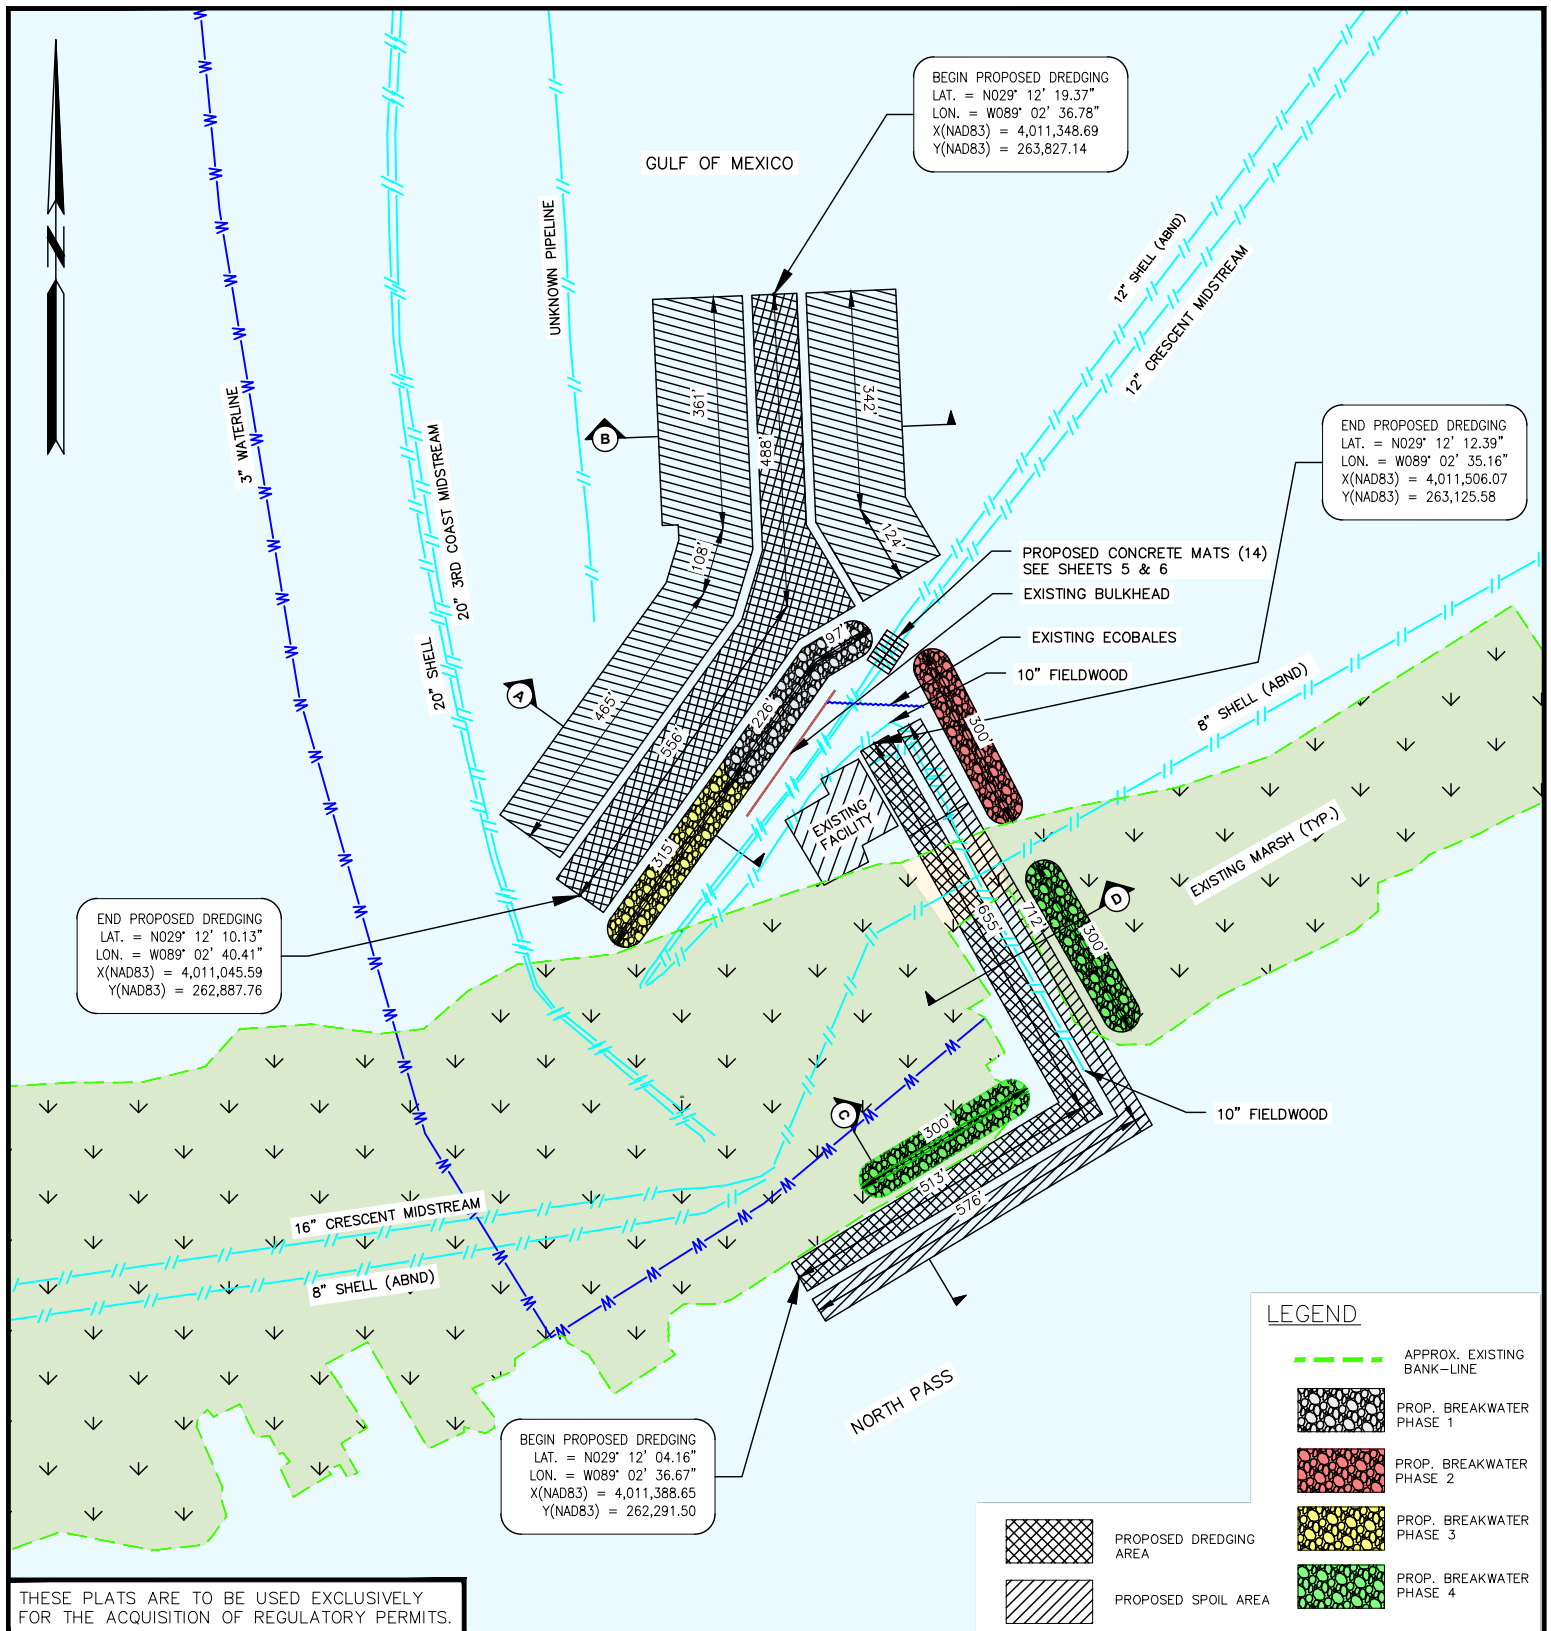 BEGIN PROPOSED DREDGING
LAT. = N029° 12' 19.37"
LON. = W089° 02' 36.78"
X(NAD83) = 4,011,348.69
Y(NAD83) = 263,827.14
GULF OF MEXICO
N
3" WATERLINE
20" SHELL
20" 3RD COAST MIDSTREAM
UNKNOWN PIPELINE
12" SHELL (ABND)
12" CRESCENT MIDSTREAM
361'
488'
342'
108'
124'
465'
556'
B
A
END PROPOSED DREDGING
LAT. = N029° 12' 12.39"
LON. = W089° 02' 35.16"
X(NAD83) = 4,011,506.07
Y(NAD83) = 263,125.58
PROPOSED CONCRETE MATS (14)
SEE SHEETS 5 & 6
EXISTING BULKHEAD
EXISTING ECOBALES
10" FIELDWOOD
97'
226'
315'
300'
8" SHELL (ABND)
EXISTING
FACILITY
EXISTING MARSH (TYP.)
655'
712'
300'
D
END PROPOSED DREDGING
LAT. = N029° 12' 10.13"
LON. = W089° 02' 40.41"
X(NAD83) = 4,011,045.59
Y(NAD83) = 262,887.76
C
300'
513'
576'
10" FIELDWOOD
16" CRESCENT MIDSTREAM
8" SHELL (ABND)
NORTH PASS
BEGIN PROPOSED DREDGING
LAT. = N029° 12' 04.16"
LON. = W089° 02' 36.67"
X(NAD83) = 4,011,388.65
Y(NAD83) = 262,291.50
LEGEND
APPROX. EXISTING
BANK-LINE
PROP. BREAKWATER
PHASE 1
PROP. BREAKWATER
PHASE 2
PROP. BREAKWATER
PHASE 3
PROP. BREAKWATER
PHASE 4
PROPOSED DREDGING
AREA
PROPOSED SPOIL AREA
THESE PLATS ARE TO BE USED EXCLUSIVELY
FOR THE ACQUISITION OF REGULATORY PERMITS.